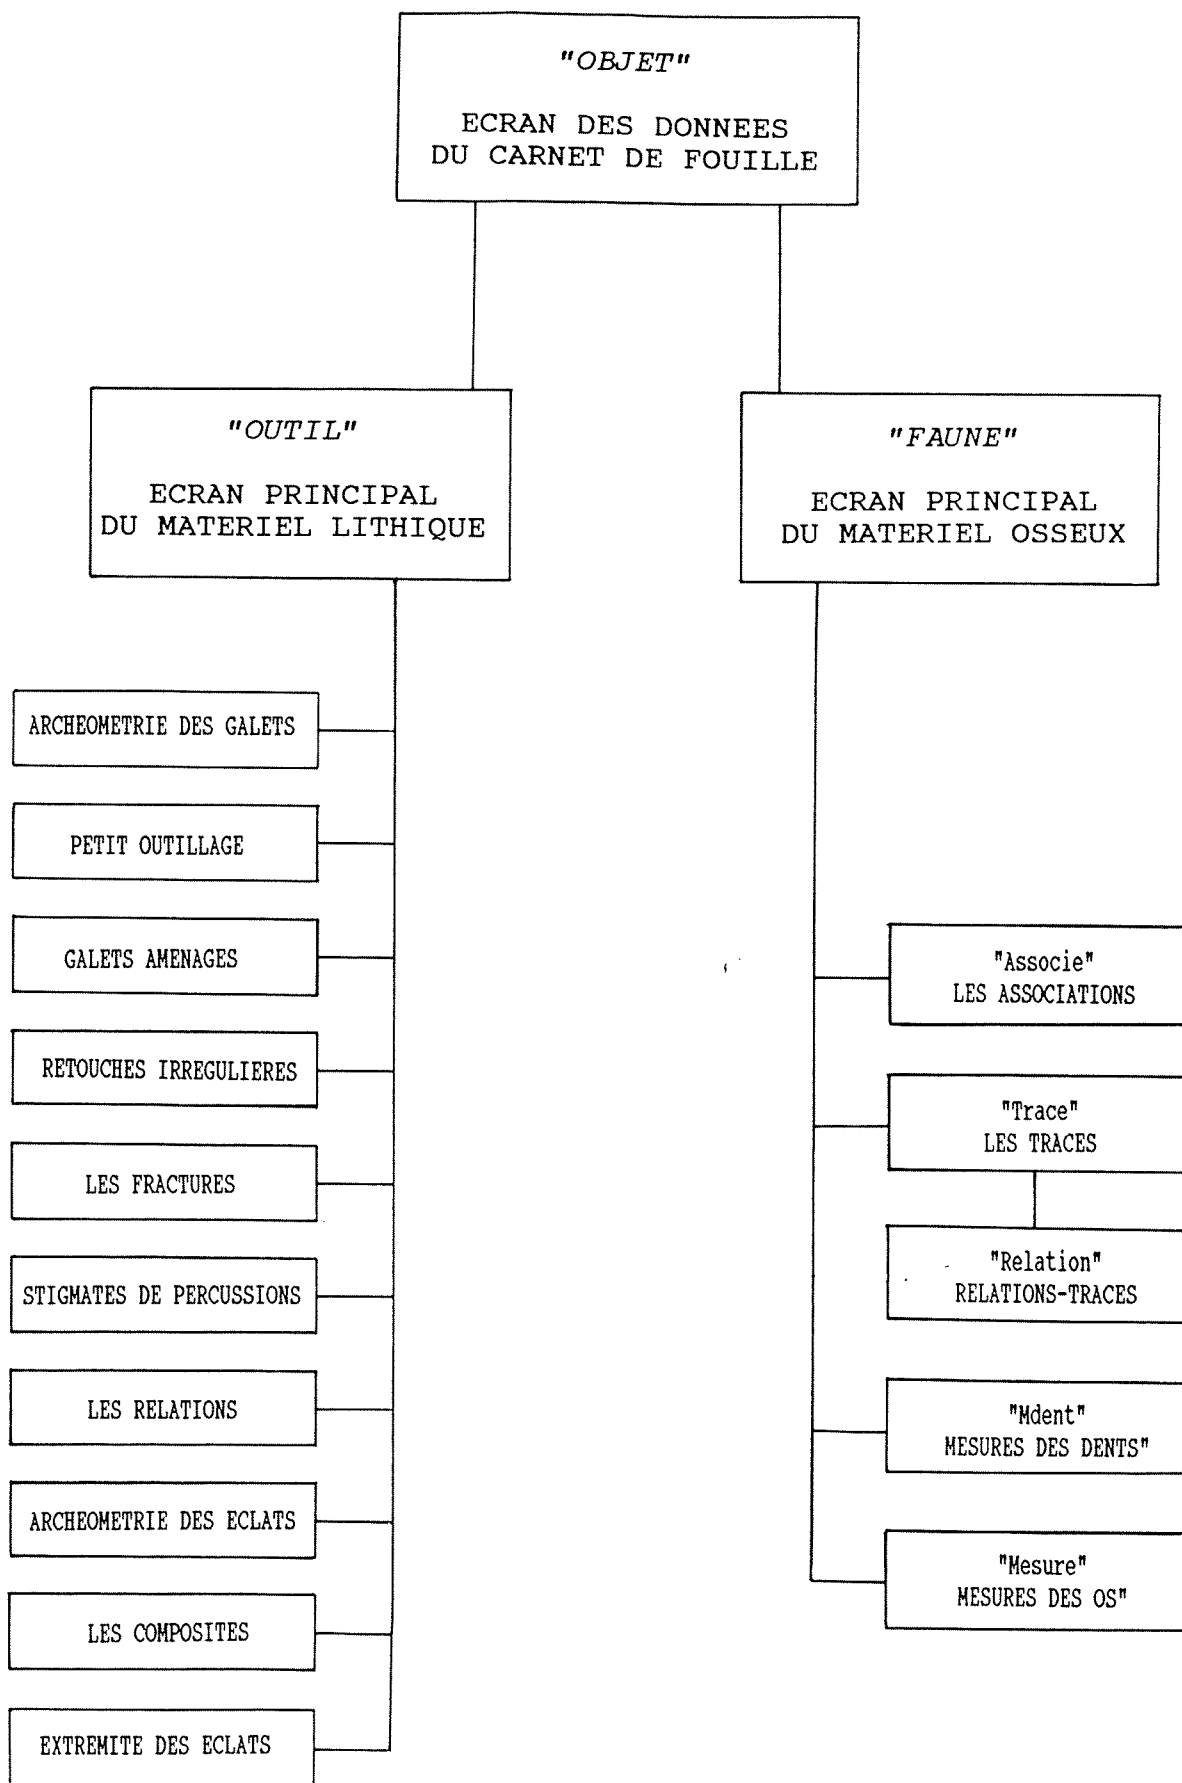 "OBJET"
ECRAN DES DONNEES
DU CARNET DE FOUILLE
"OUTIL"
ECRAN PRINCIPAL
DU MATERIEL LITHIQUE
"FAUNE"
ECRAN PRINCIPAL
DU MATERIEL OSSEUX
ARCHEOMETRIE DES GALETS
PETIT OUTILLAGE
GALETS AMENAGES
RETOUCHES IRREGULIERES
LES FRACTURES
STIGMATES DE PERCUSSIONS
LES RELATIONS
ARCHEOMETRIE DES ECLATS
LES COMPOSITES
EXTREMITE DES ECLATS
"Associe"
LES ASSOCIATIONS
"Trace"
LES TRACES
"Relation"
RELATIONS-TRACES
"Mdent"
MESURES DES DENTS"
"Mesure"
MESURES DES OS"